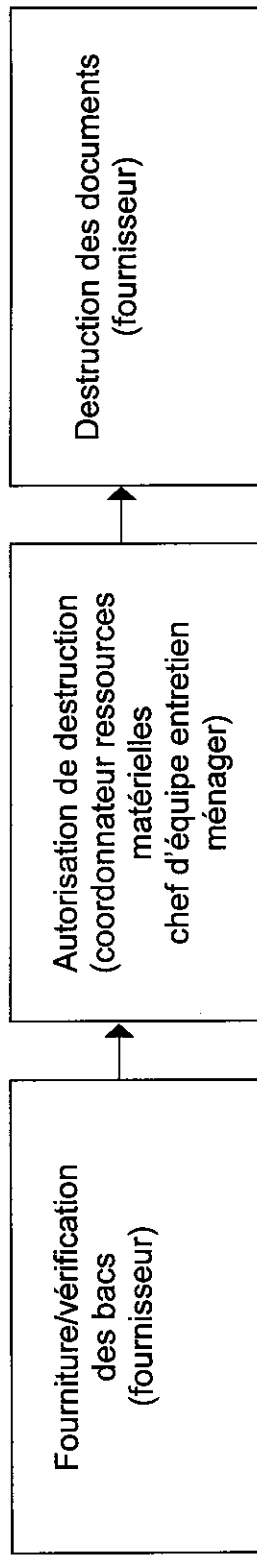 Fourniture/vérification
des bacs
(fournisseur)
Autorisation de destruction
(coordonnateur ressources
matérielles
chef d'équipe entretien
ménager)
Destruction des documents
(fournisseur)